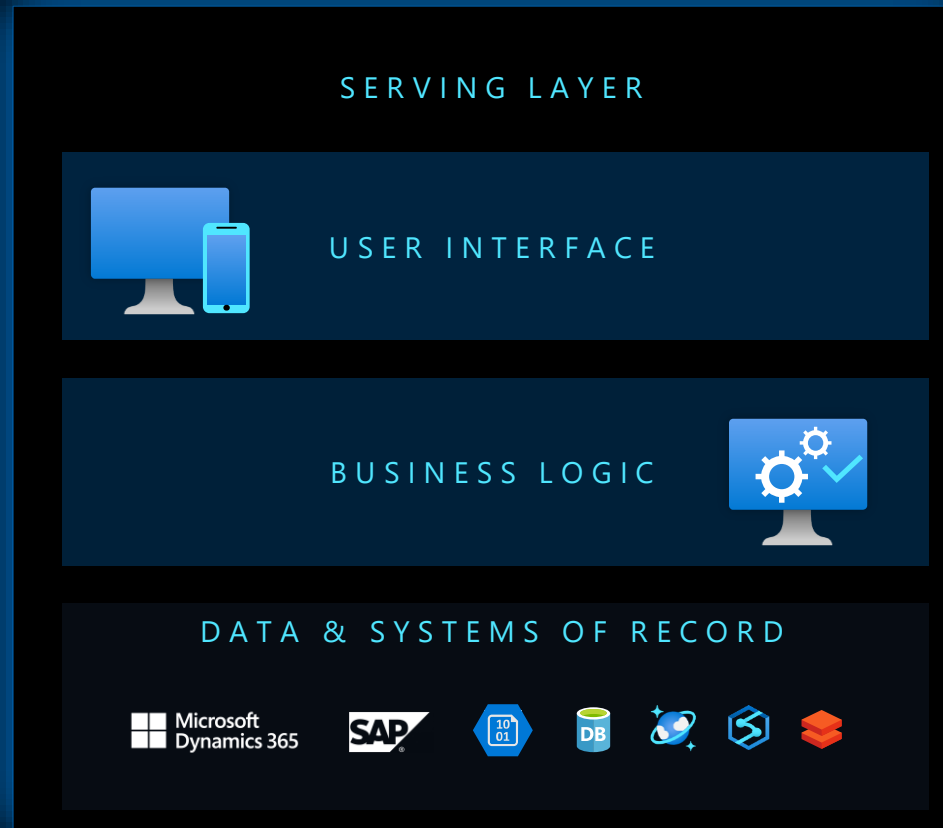 SERVING LAYER
USER INTERFACE
BUSINESS LOGIC
DATA & SYSTEMS OF RECORD
Microsoft
Dynamics 365
SAP
®
10
01
DB